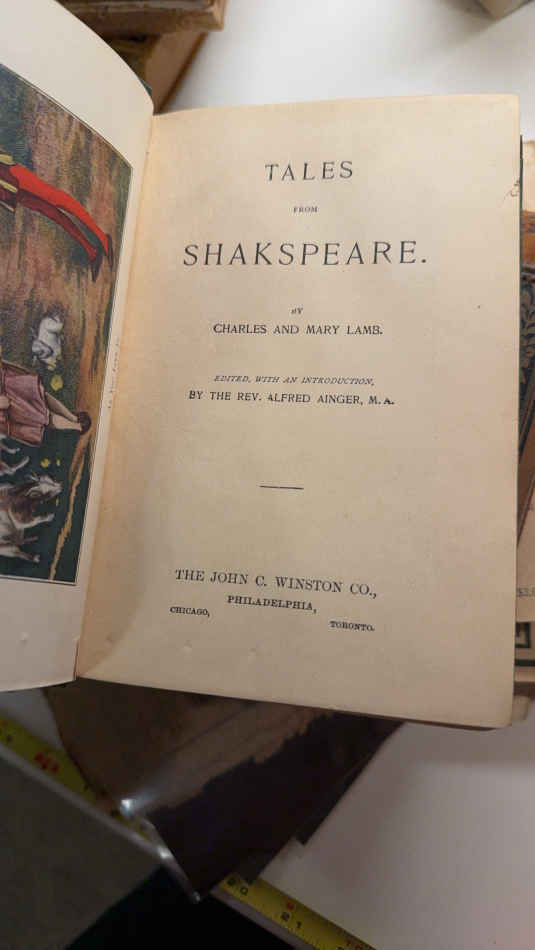 TALES
FROM
SHAKSPEARE.
BY
CHARLES AND MARY LAMB.
EDITED, WITH AN INTRODUCTION,
BY THE REV. ALFRED AINGER, M.A.
THE JOHN C. WINSTON CO.,
PHILADELPHIA,
CHICAGO,
TORONTO.